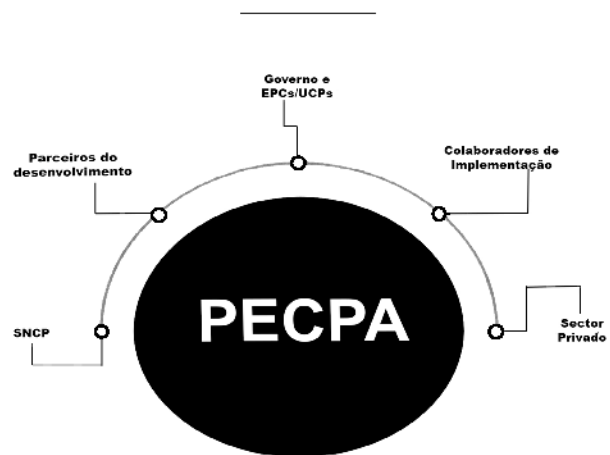 Governo e
EPCs/UCPs
Parceiros do
desenvolvimento
Colaboradores de
Implementação
PECPA
SNCP
Sector
Privado